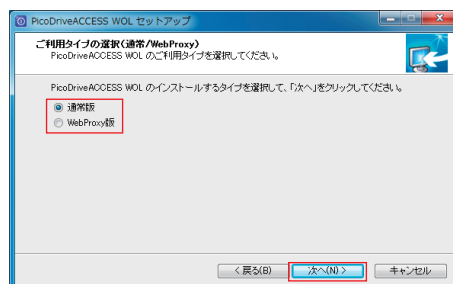 PicoDriveACCESS WOL セットアップ
ご利用タイプの選択(通常/WebProxy)
PicoDriveACCESS WOL のご利用タイプを選択してください。
PicoDriveACCESS WOL のインストールするタイプを選択して、「次へ」をクリックしてください。
通常版
WebProxy版
< 戻る(B)
次へ(N) >
キャンセル